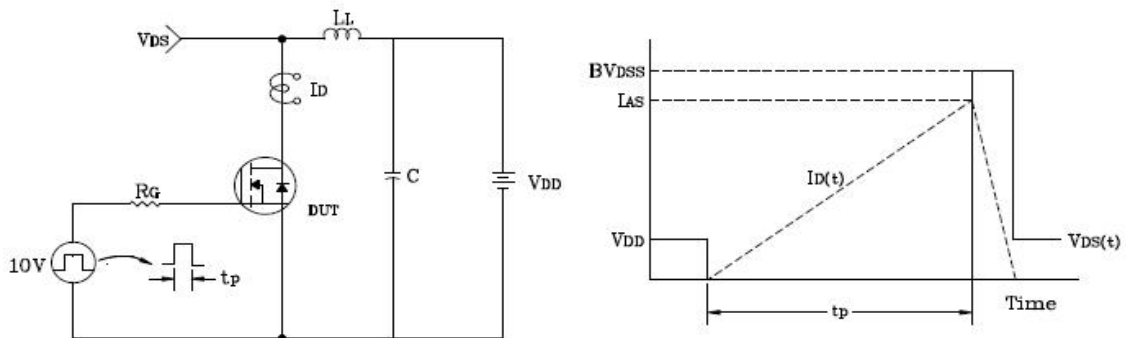 LL
VDS
ID
RG
DUT
C
VDD
10V
tp
BVDSS
IAS
ID(t)
VDD
VDS(t)
tp
Time